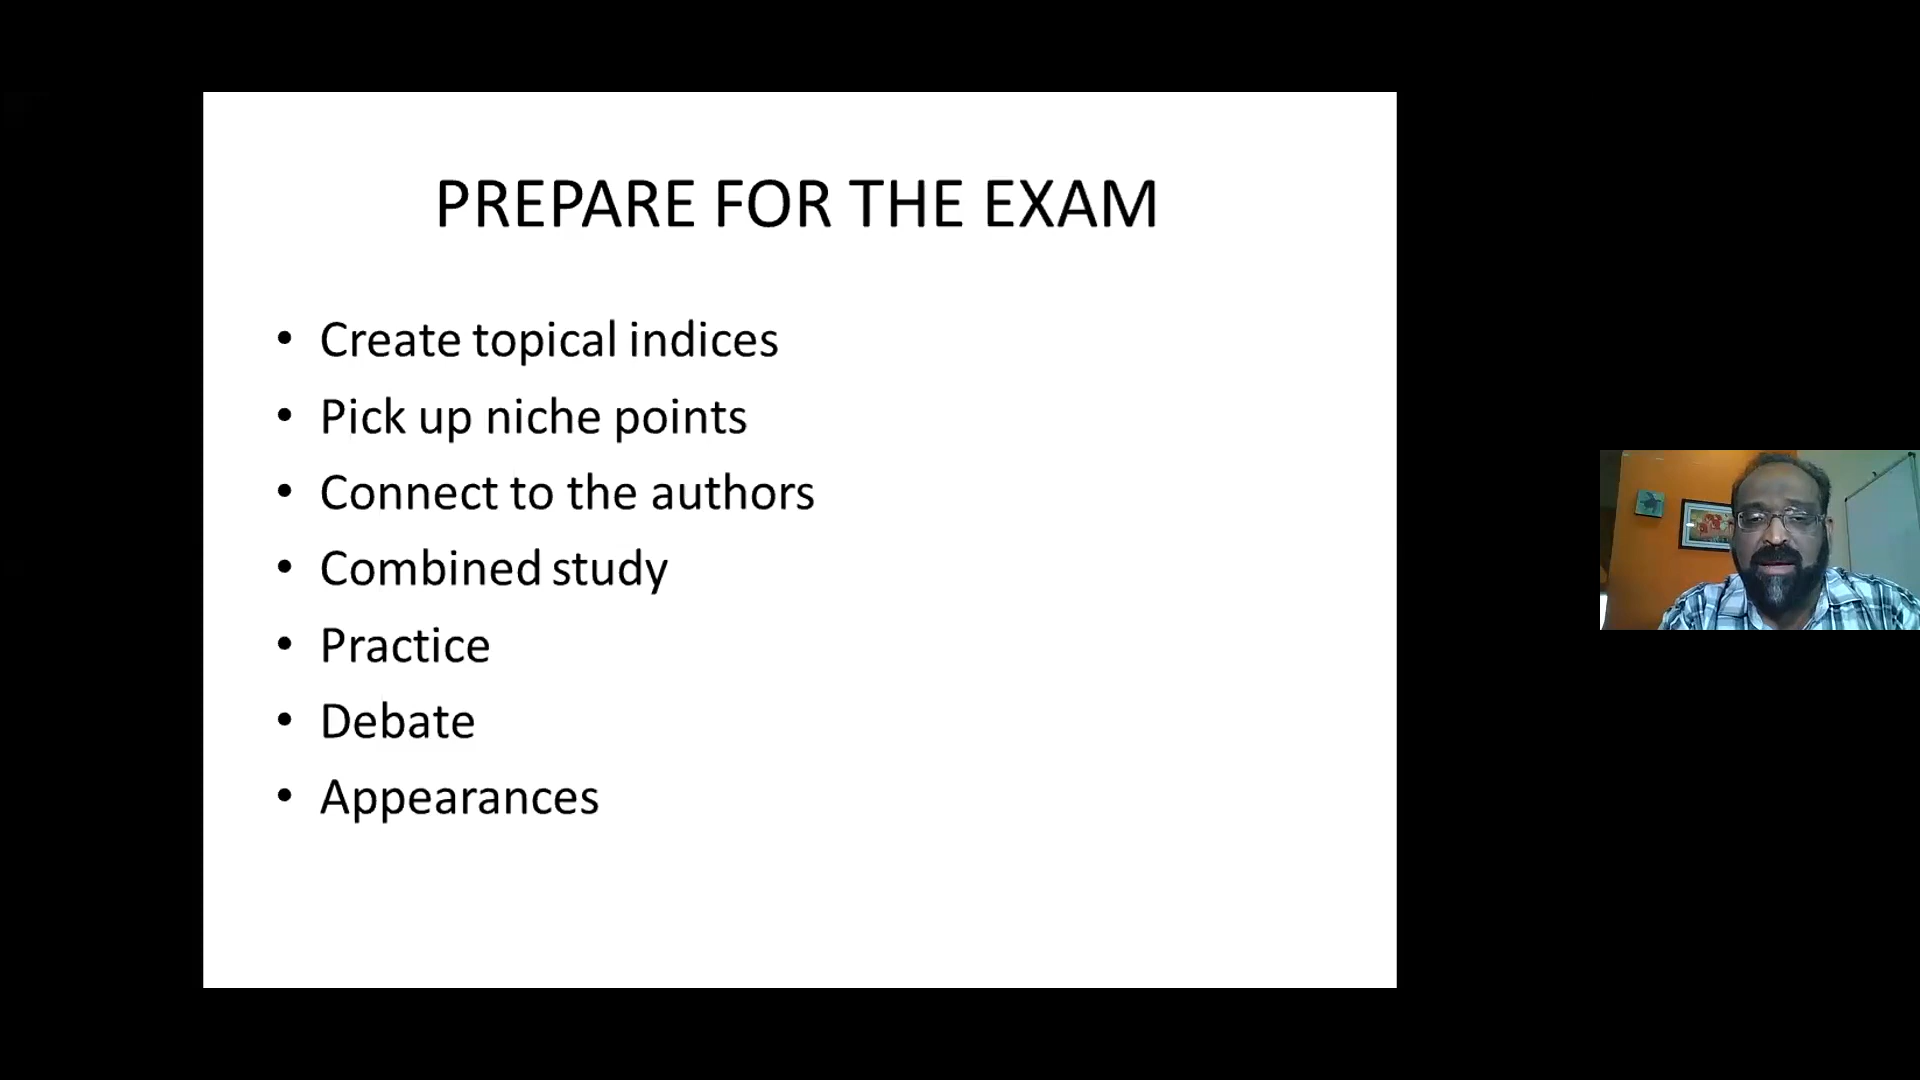 PREPARE FOR THE EXAM
• Create topical indices
• Pick up niche points
• Connect to the authors
• Combined study
• Practice
• Debate
• Appearances